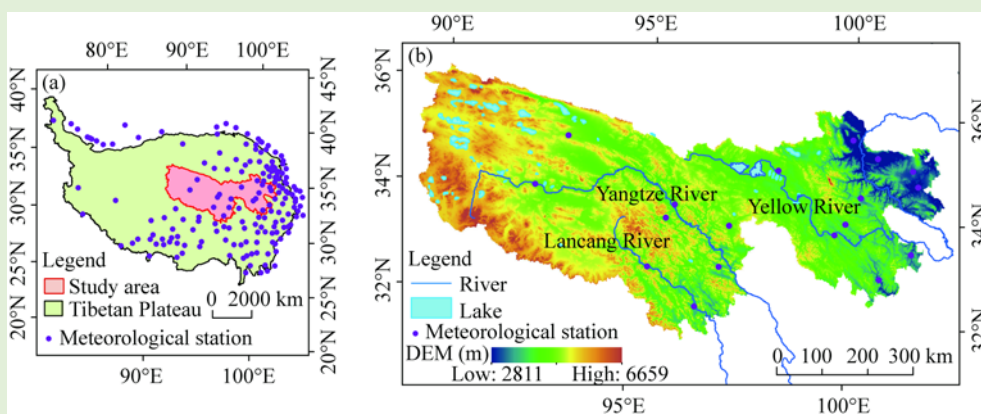 80°E 90°E 100°E
(a)
40°N
35°N
30°N
25°N
20°N
45°N
40°N
35°N
30°N
25°N
20°N
Legend
Study area
0 2000 km
Tibetan Plateau
Meteorological station
90°E 100°E
90°E 95°E 100°E
(b)
36°N
34°N
32°N
36°N
34°N
32°N
Yangtze River
Yellow River
Lancang River
Legend
River
Lake
Meteorological station
DEM (m)
Low: 2811 High: 6659
0 100 200 300 km
95°E 100°E